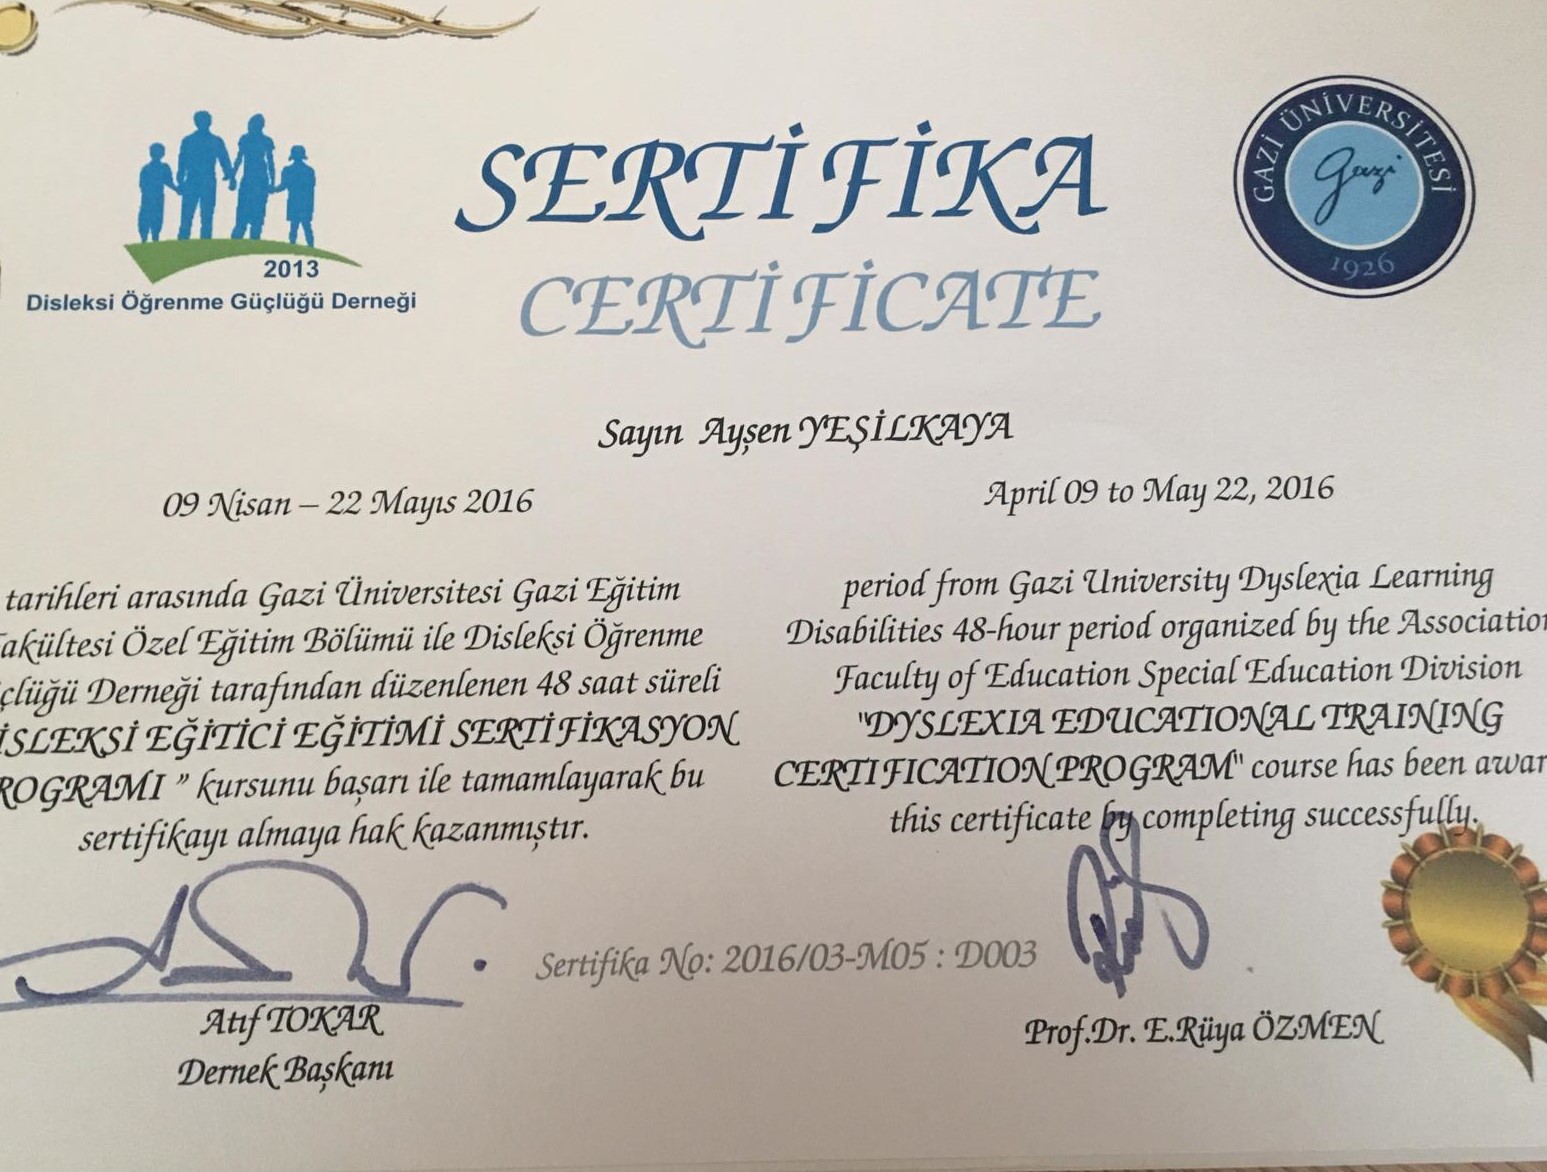 SERTİFİKA
CERTİFİCATE
2013
Disleksi Öğrenme Güçlüğü Derneği
GAZİ ÜNİVERSİTESİ
Gazi
1926
Sayın Ayşen YEŞİLKAYA
09 Nisan – 22 Mayıs 2016
tarihleri arasında Gazi Üniversitesi Gazi Eğitim
akültesi Özel Eğitim Bölümü ile Disleksi Öğrenme
çlüğü Derneği tarafından düzenlenen 48 saat süreli
İSLEKSİ EĞİTİCİ EĞİTİMİ SERTİFİKASYON
ROGRAMI ” kursunu başarı ile tamamlayarak bu
sertifikayı almaya hak kazanmıştır.
April 09 to May 22, 2016
period from Gazi University Dyslexia Learning
Disabilities 48-hour period organized by the Association
Faculty of Education Special Education Division
"DYSLEXIA EDUCATIONAL TRAINING
CERTIFICATION PROGRAM" course has been awar
this certificate by completing successfully.
Sertifika No: 2016/03-M05 : D003
Atıf TOKAR
Dernek Başkanı
Prof.Dr. E.Rüya ÖZMEN